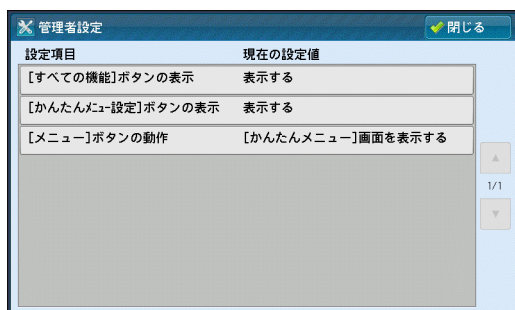 管理者設定
閉じる
設定項目 現在の設定値
[すべての機能]ボタンの表示 表示する
[かんたんﾒﾆｭｰ設定]ボタンの表示 表示する
[メニュー]ボタンの動作 [かんたんメニュー]画面を表示する
1/1